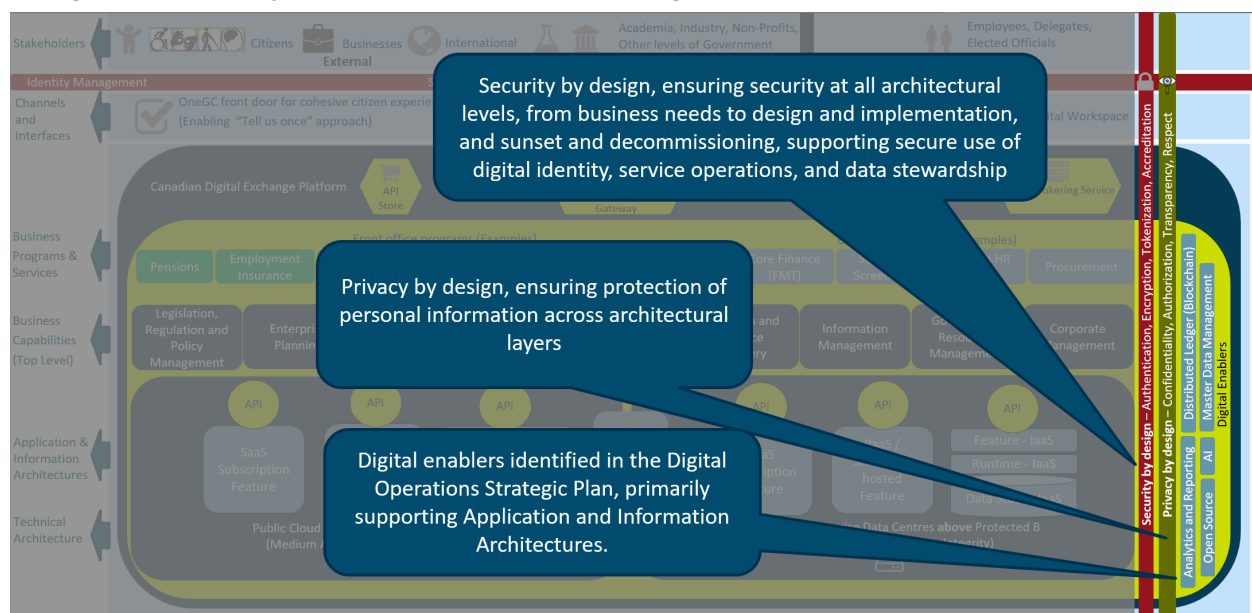 Stakeholders
Citizens
Businesses
International
External
Academia, Industry, Non-Profits,
Other levels of Government
Employees, Delegates,
Elected Officials
Identity Management
Channels
and
Interfaces
OneGC front door for cohesive citizen
(Enabling "Tell us once" approach)
Workspace
Security by design, ensuring security at all architectural
levels, from business needs to design and implementation,
and sunset and decommissioning, supporting secure use of
digital identity, service operations, and data stewardship
Canadian Digital Exchange Platform
API
Store
Gateway
Service
Business
Programs &
Services
Front office programs (Examples)
Pensions
Employment
Insurance
Core Finance
(FMT)
HR
Procurement
Privacy by design, ensuring protection of
personal information across architectural
layers
Business
Capabilities
(Top Level)
Legislation,
Regulation and
Policy
Management
and
Information
Management
Corporate
Management
API
API
API
API
API
API
Application &
Information
Architectures
SaaS
Subscription
Feature
hosted
Feature
Feature - IaaS
Runtime - IaaS
Digital enablers identified in the Digital
Operations Strategic Plan, primarily
supporting Application and Information
Architectures.
Technical
Architecture
Public Cloud
(Medium
Data Centres above Protected B
Security by design – Authentication, Encryption, Tokenization, Accreditation
Privacy by design – Confidentiality, Authorization, Transparency, Respect
Analytics and Reporting
Distributed Ledger (Blockchain)
Open Source
AI
Master Data Management
Digital Enablers